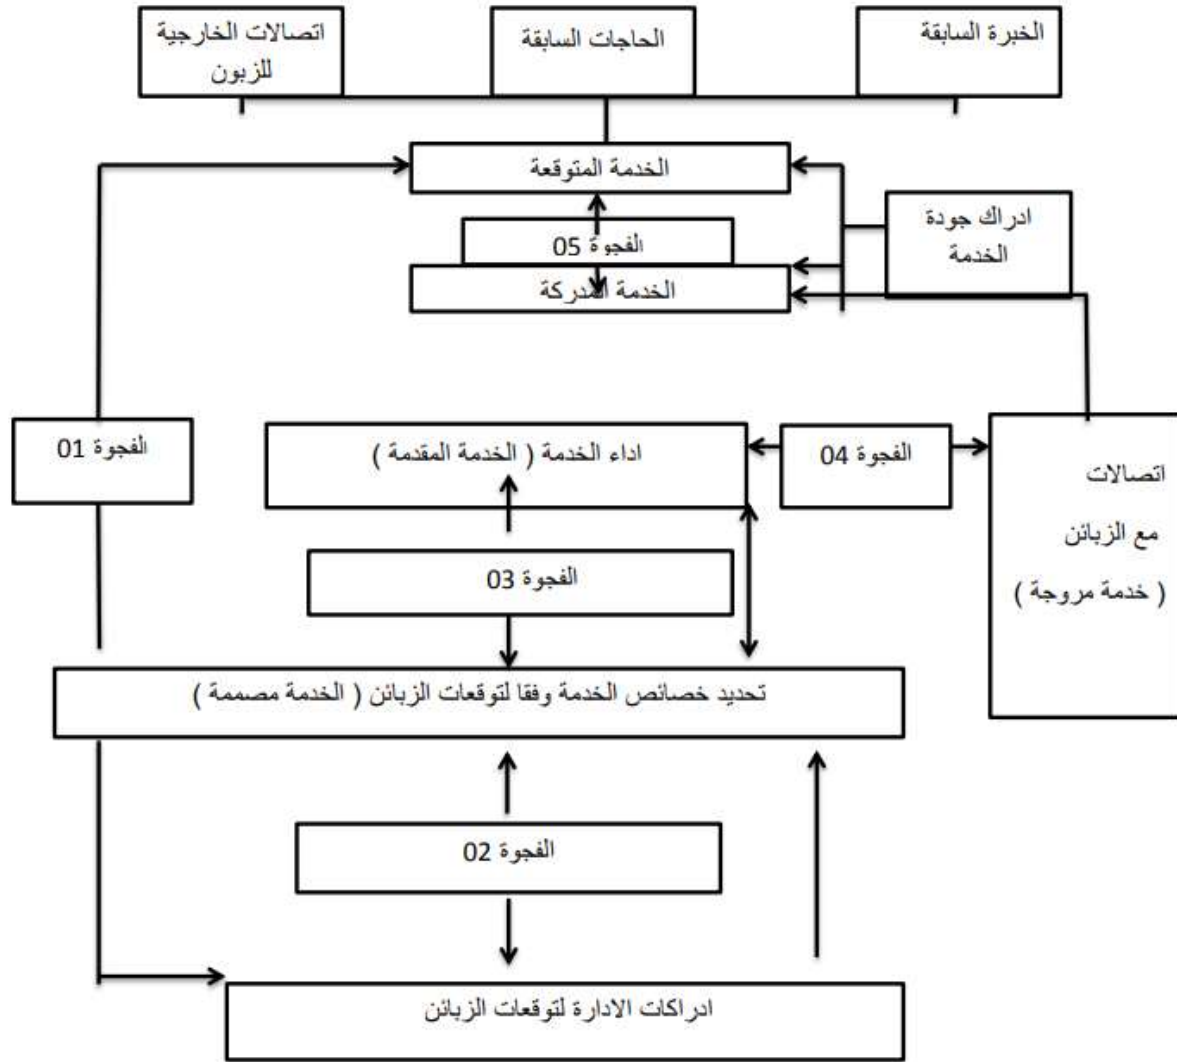 الخبرة السابقة
الحاجات السابقة
اتصالات الخارجية
للزبون
الخدمة المتوقعة
ادراك جودة
الخدمة
الفجوة 05
الخدمة المدركة
الفجوة 01
اداء الخدمة ( الخدمة المقدمة )
الفجوة 04
اتصالات
مع الزبائن
( خدمة مروجة )
الفجوة 03
تحديد خصائص الخدمة وفقا لتوقعات الزبائن ( الخدمة مصممة )
الفجوة 02
ادراكات الادارة لتوقعات الزبائن